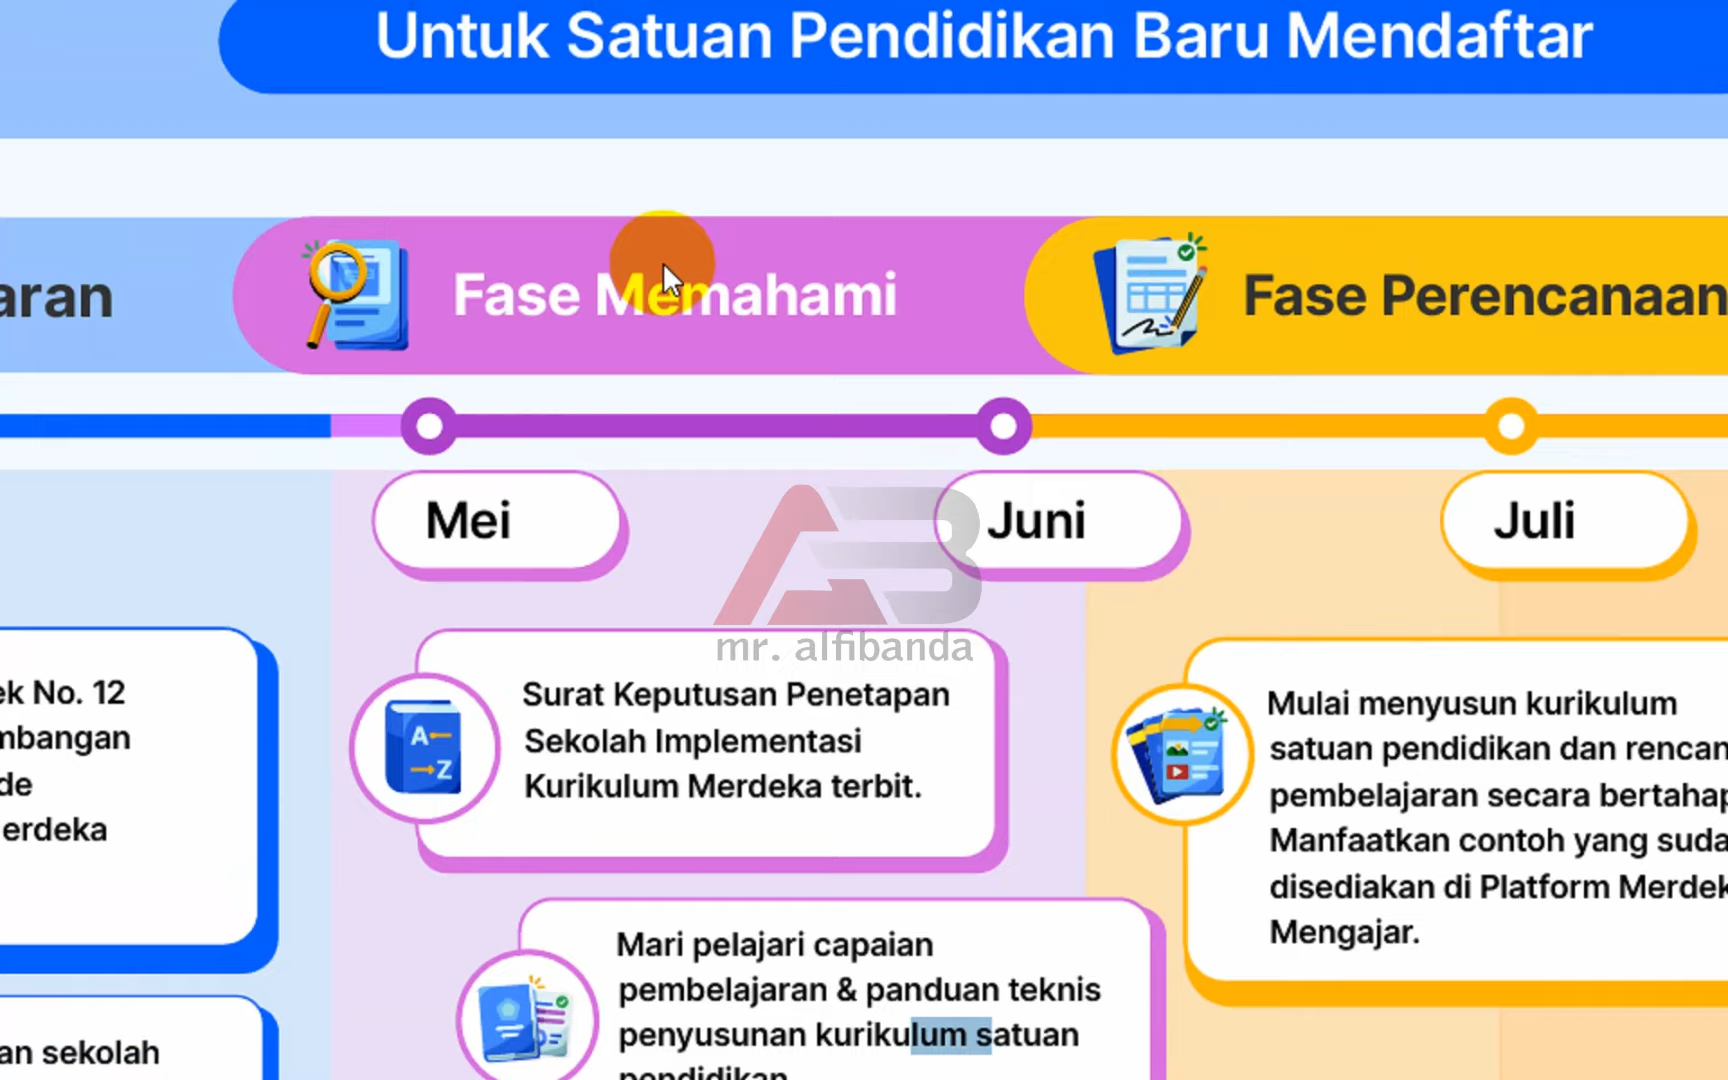 Untuk Satuan Pendidikan Baru Mendaftar
aran
Fase Memahami
Fase Perencanaan
Mei
Juni
Juli
mr. alfibanda
ek No. 12
mbangan
de
erdeka
an sekolah
Surat Keputusan Penetapan
Sekolah Implementasi
Kurikulum Merdeka terbit.
A
Z
Mari pelajari capaian
pembelajaran & panduan teknis
penyusunan kurikulum satuan
pendidikan
Mulai menyusun kurikulum
satuan pendidikan dan rencan
pembelajaran secara bertahap
Manfaatkan contoh yang suda
disediakan di Platform Merdek
Mengajar.